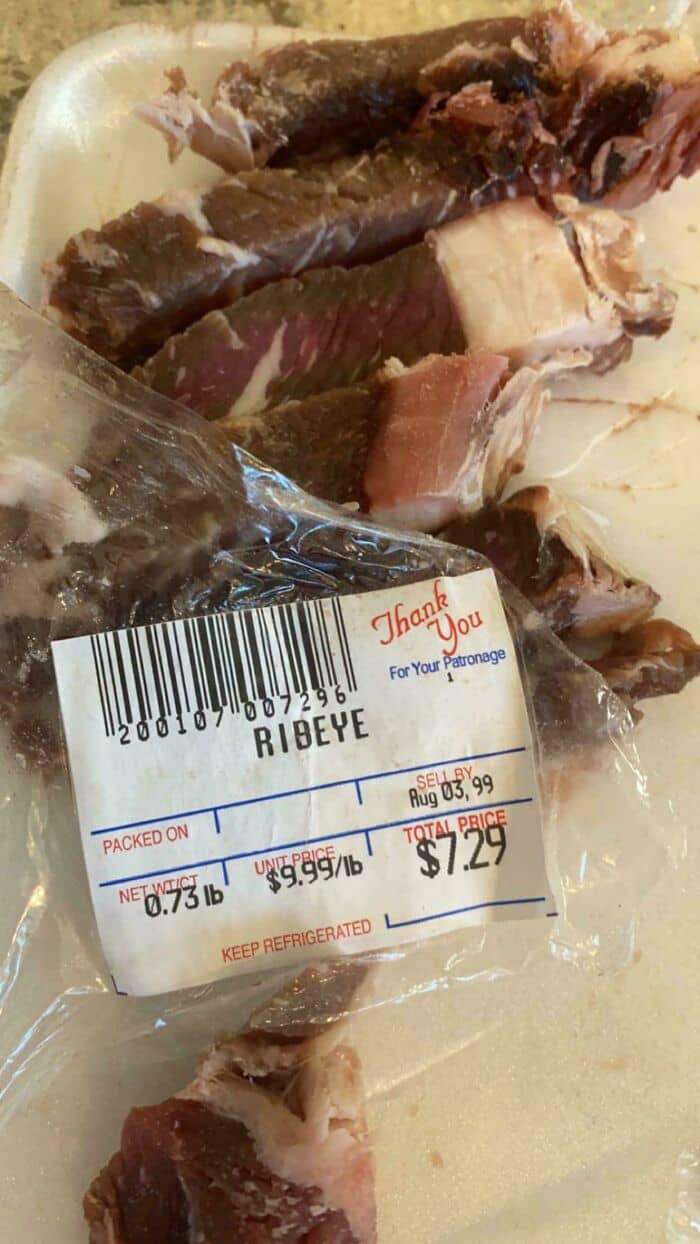 Thank
You
For Your Patronage
1
200107 007296
RIBEYE
SELL BY
Aug 03, 99
PACKED ON
TOTAL PRICE
$7.29
UNIT PRICE
$9.99/lb
NET WT/CT
0.73 lb
KEEP REFRIGERATED